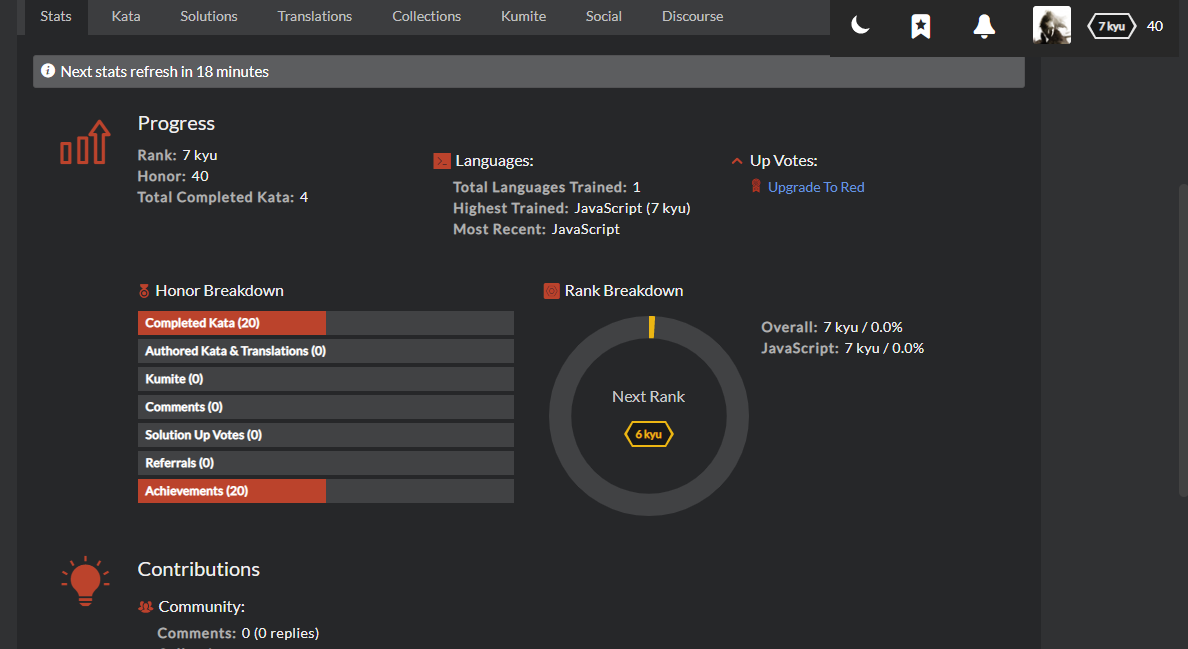 Stats Kata Solutions Translations Collections Kumite Social Discourse
7 kyu 40
Next stats refresh in 18 minutes
Progress
Rank: 7 kyu
Honor: 40
Total Completed Kata: 4
Languages:
Total Languages Trained: 1
Highest Trained: JavaScript (7 kyu)
Most Recent: JavaScript
Up Votes:
Upgrade To Red
Honor Breakdown
Completed Kata (20)
Authored Kata & Translations (0)
Kumite (0)
Comments (0)
Solution Up Votes (0)
Referrals (0)
Achievements (20)
Rank Breakdown
Next Rank
6 kyu
Overall: 7 kyu / 0.0%
JavaScript: 7 kyu / 0.0%
Contributions
Community:
Comments: 0 (0 replies)